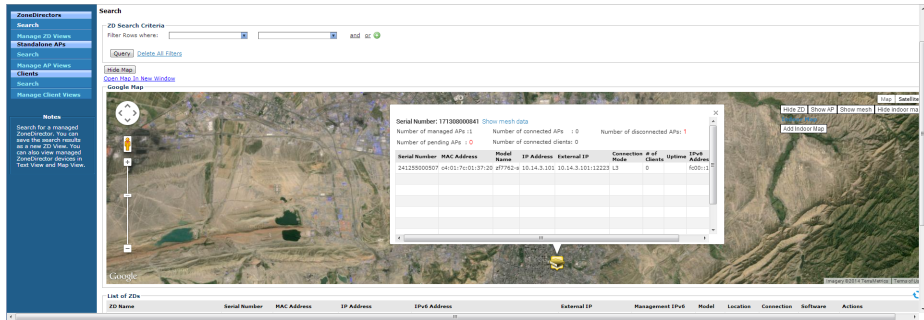 ZoneDirectors
Search
Manage ZD Views
Standalone APs
Search
Manage AP Views
Clients
Search
Manage Client Views
Notes
Search for a managed
ZoneDirector. You can
save the search results
as a new ZD View. You
can also view managed
ZoneDirector devices in
Text View and Map View.
Search
ZD Search Criteria
Filter Rows where:
and or
Query Delete All Filters
Hide Map
Open Map In New Window
Google Map
Map Satellite
Hide ZD Show AP Show mesh Hide indoor ma
Add Indoor Map
Serial Number: 171308000841 Show mesh data
Number of managed APs :1 Number of connected APs : 0 Number of disconnected APs: 1
Number of pending APs : 0 Number of connected clients: 0
Serial Number MAC Address Model Name IP Address External IP Connection Mode # of Clients Uptime IPv6 Addres
241255000507 c4:01:7c:01:37:20 zf7762-s 10.14.3.101 10.14.3.101:12223 L3 0 fc00::1
Google
Imagery ©2014 TerraMetrics Terms of Us
List of ZDs
ZD Name Serial Number MAC Address IP Address IPv6 Address External IP Management IPv6 Model Location Connection Software Actions